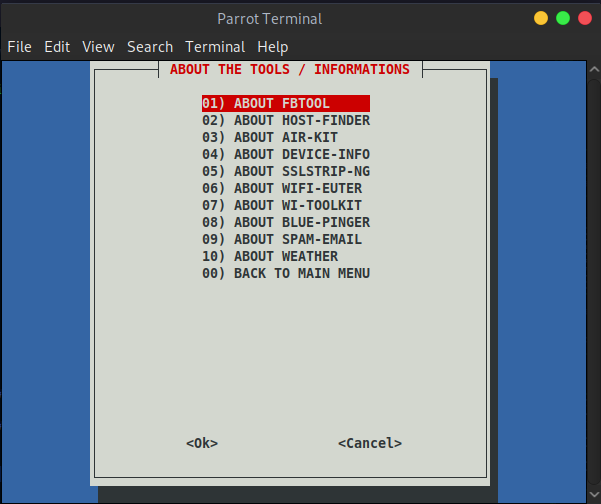 Parrot Terminal
File Edit View Search Terminal Help
ABOUT THE TOOLS / INFORMATIONS
01) ABOUT FBTOOL
02) ABOUT HOST-FINDER
03) ABOUT AIR-KIT
04) ABOUT DEVICE-INFO
05) ABOUT SSLSTRIP-NG
06) ABOUT WIFI-EUTER
07) ABOUT WI-TOOLKIT
08) ABOUT BLUE-PINGER
09) ABOUT SPAM-EMAIL
10) ABOUT WEATHER
00) BACK TO MAIN MENU
<Ok> <Cancel>